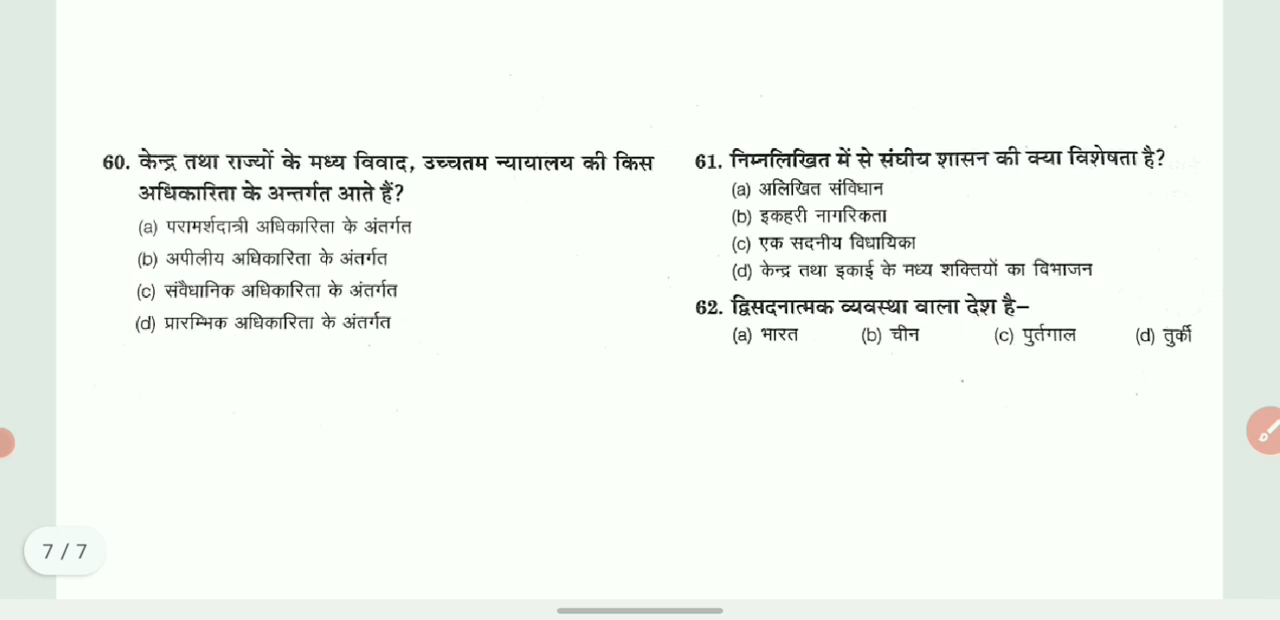 60. केन्द्र तथा राज्यों के मध्य विवाद, उच्चतम न्यायालय की किस
अधिकारिता के अन्तर्गत आते हैं?
(a) परामर्शदात्री अधिकारिता के अंतर्गत
(b) अपीलीय अधिकारिता के अंतर्गत
(c) संवैधानिक अधिकारिता के अंतर्गत
(d) प्रारम्भिक अधिकारिता के अंतर्गत
61. निम्नलिखित में से संघीय शासन की क्या विशेषता है?
(a) अलिखित संविधान
(b) इकहरी नागरिकता
(c) एक सदनीय विधायिका
(d) केन्द्र तथा इकाई के मध्य शक्तियों का विभाजन
62. द्विसदनात्मक व्यवस्था वाला देश है–
(a) भारत (b) चीन (c) पुर्तगाल (d) तुर्की
7 / 7